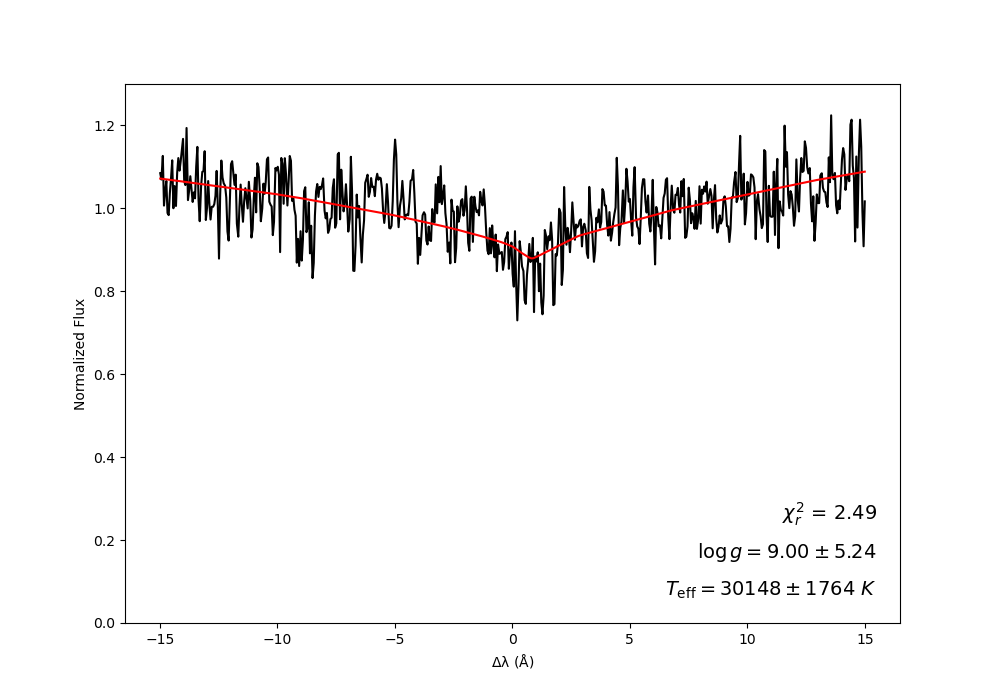 1.2
1.0
0.8
0.6
0.4
0.2
0.0
Normalized Flux
χ²ᵣ = 2.49
log g = 9.00 ± 5.24
T_eff = 30148 ± 1764 K
−15 −10 −5 0 5 10 15
Δλ (Å)